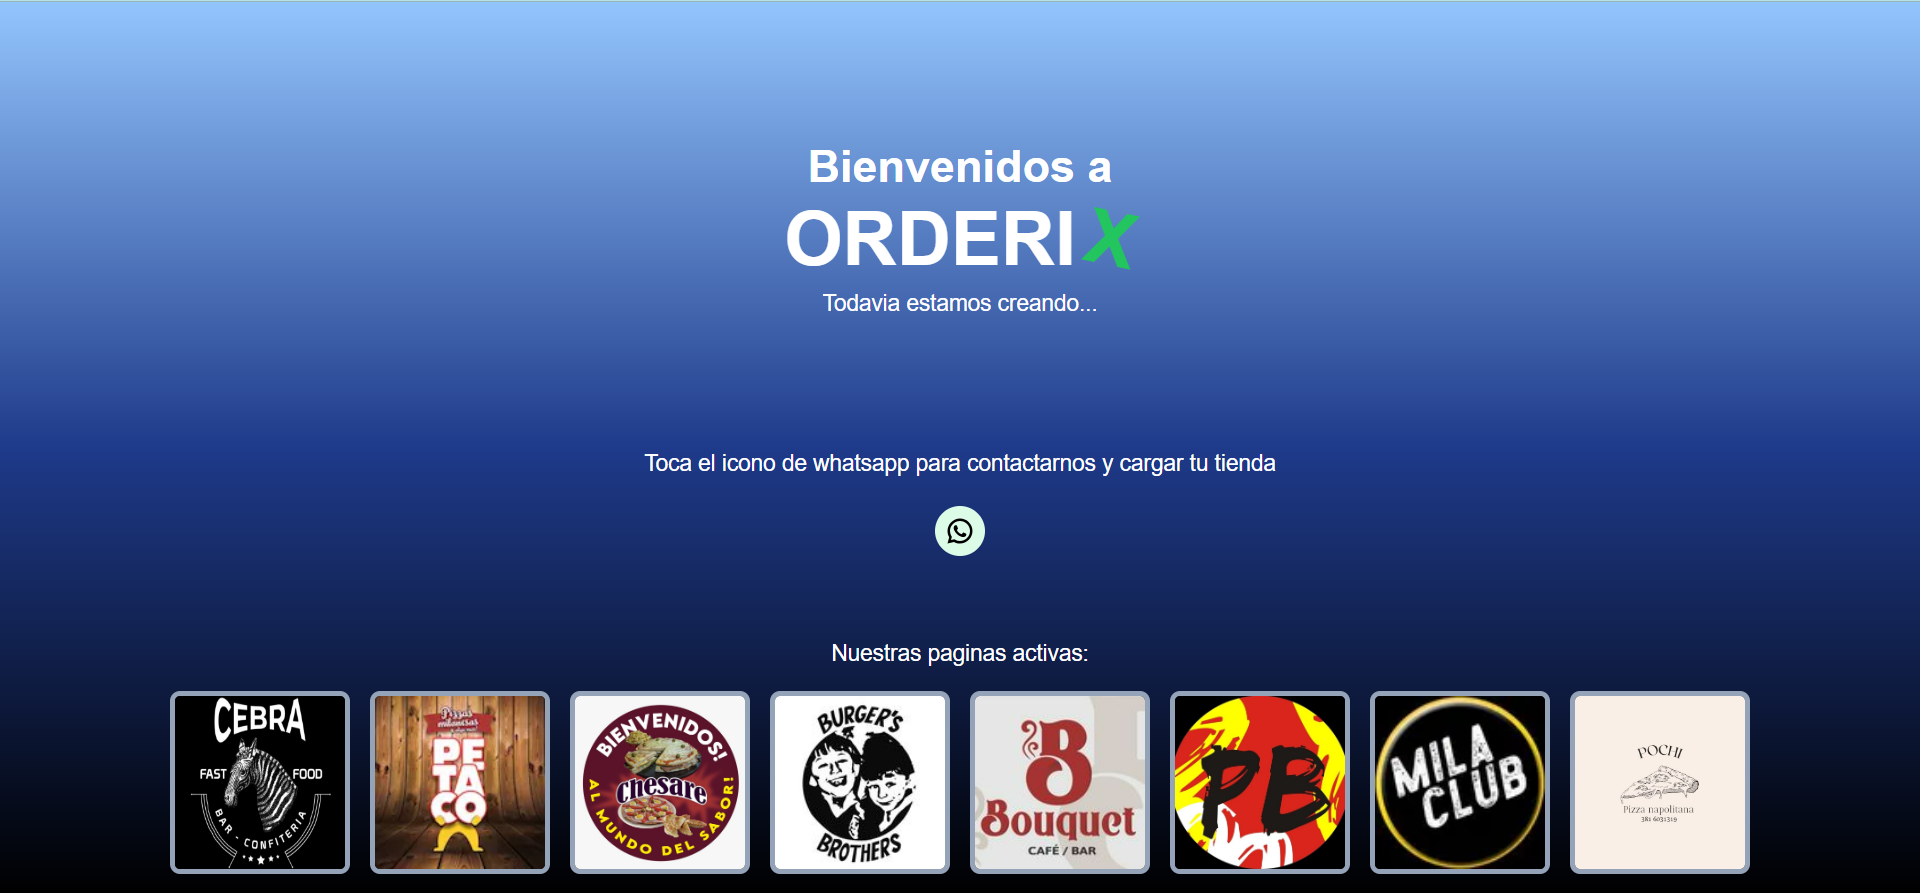 Bienvenidos a
ORDERIX
Todavia estamos creando...
Toca el icono de whatsapp para contactarnos y cargar tu tienda
Nuestras paginas activas:
CEBRA
FAST FOOD
BAR - CONFITERIA
Pizzas
milanesas
PE
TA
CO
BIENVENIDOS!
Chesare
AL MUNDO DEL SABOR!
BURGER'S
BROTHERS
B
Bouquet
CAFÉ / BAR
PB
MILA
CLUB
POCHI
Pizza napolitana
381 6031319